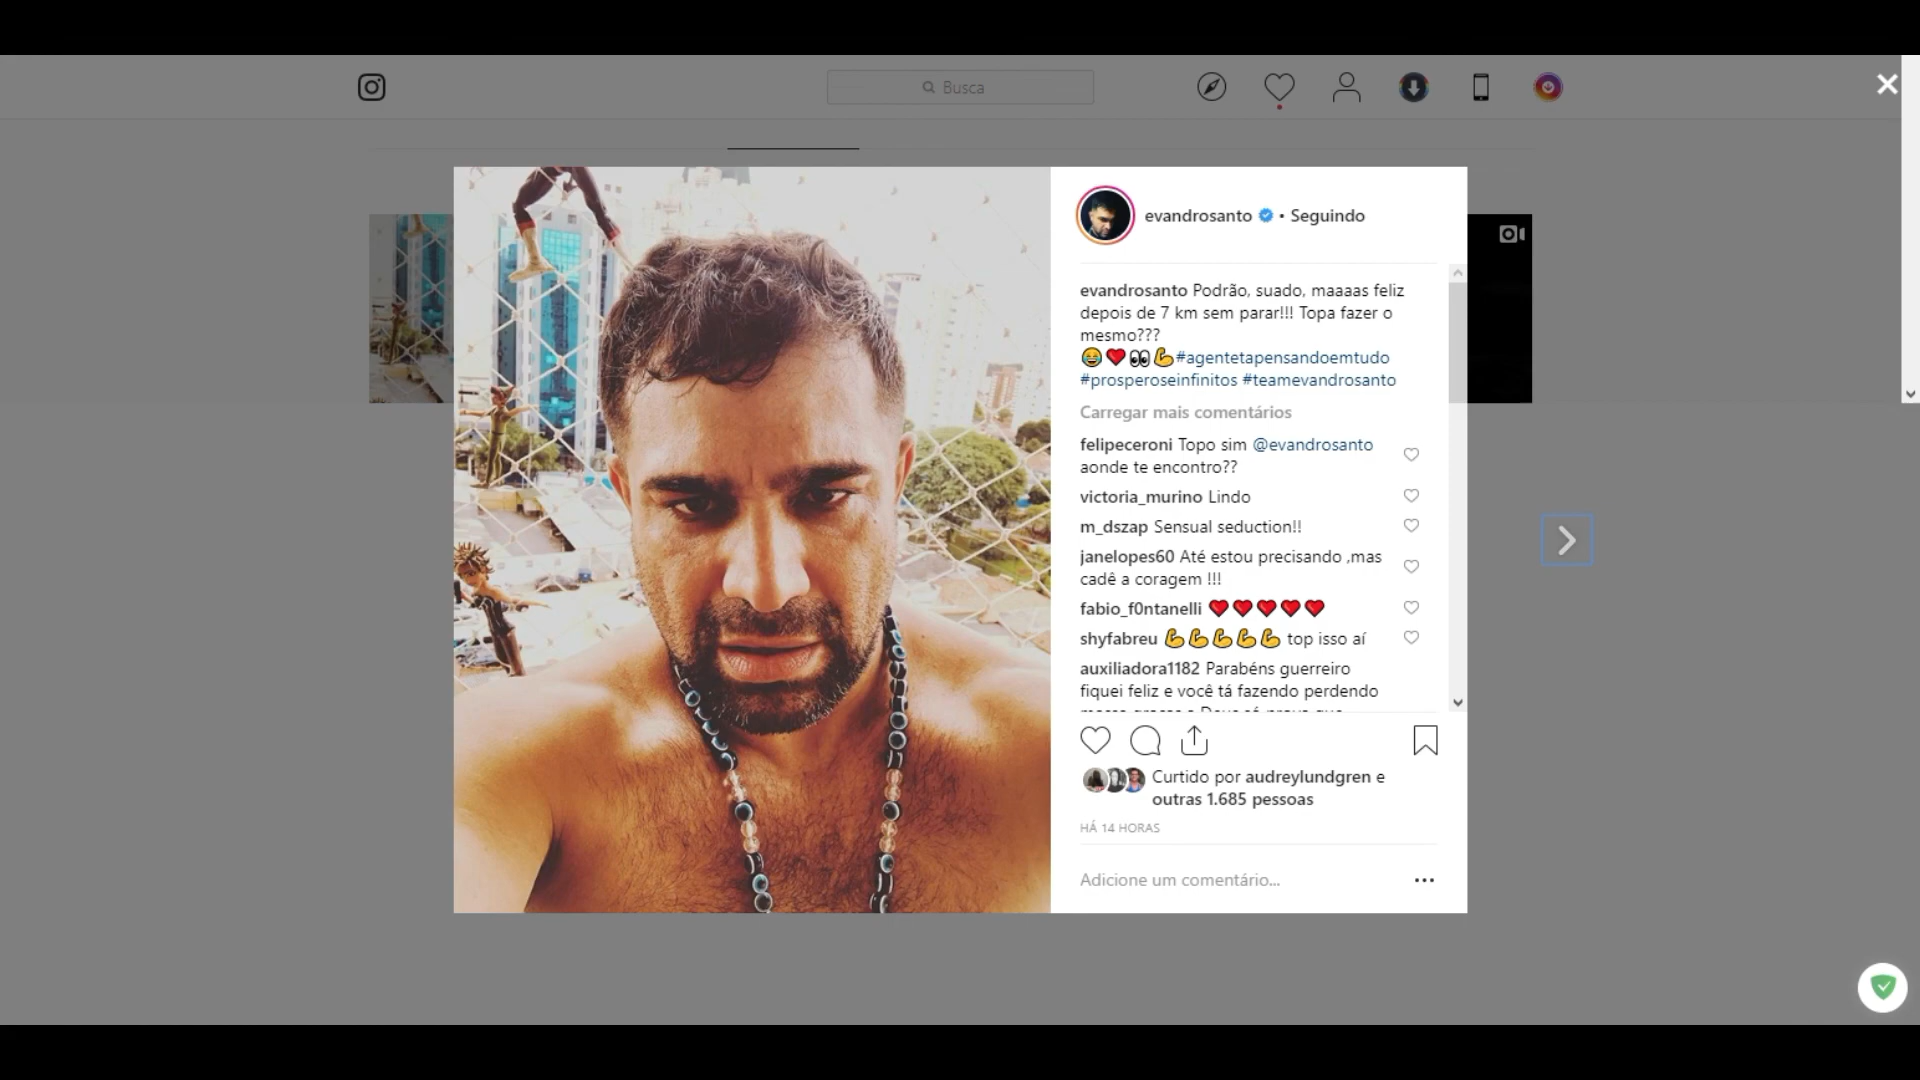 Busca
evandrosanto • Seguindo
evandrosanto Podrão, suado, maaaas feliz
depois de 7 km sem parar!!! Topa fazer o
mesmo???
😂❤️👀💪#agentetapensandoemtudo
#prosperoseinfinitos #teamevandrosanto
Carregar mais comentários
felipeceroni Topo sim @evandrosanto
aonde te encontro??
victoria_murino Lindo
m_dszap Sensual seduction!!
janelopes60 Até estou precisando ,mas
cadê a coragem !!!
fabio_f0ntanelli ❤️❤️❤️❤️❤️
shyfabreu 💪💪💪💪💪 top isso aí
auxiliadora1182 Parabéns guerreiro
fiquei feliz e você tá fazendo perdendo
Curtido por audreylundgren e
outras 1.685 pessoas
HÁ 14 HORAS
Adicione um comentário...